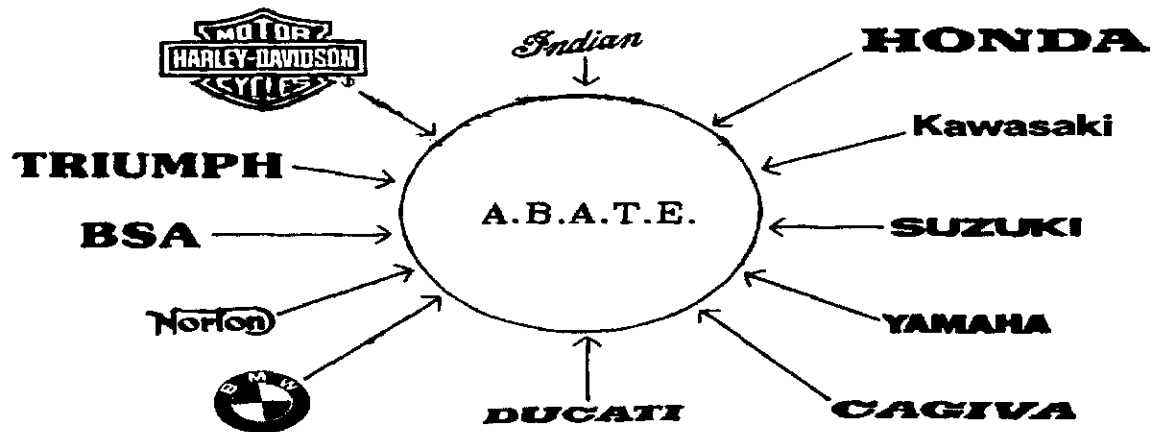 MOTOR
HARLEY-DAVIDSON
CYCLES
Indian
HONDA
Kawasaki
TRIUMPH
A.B.A.T.E.
BSA
SUZUKI
Norton
YAMAHA
BMW
DUCATI
CAGIVA